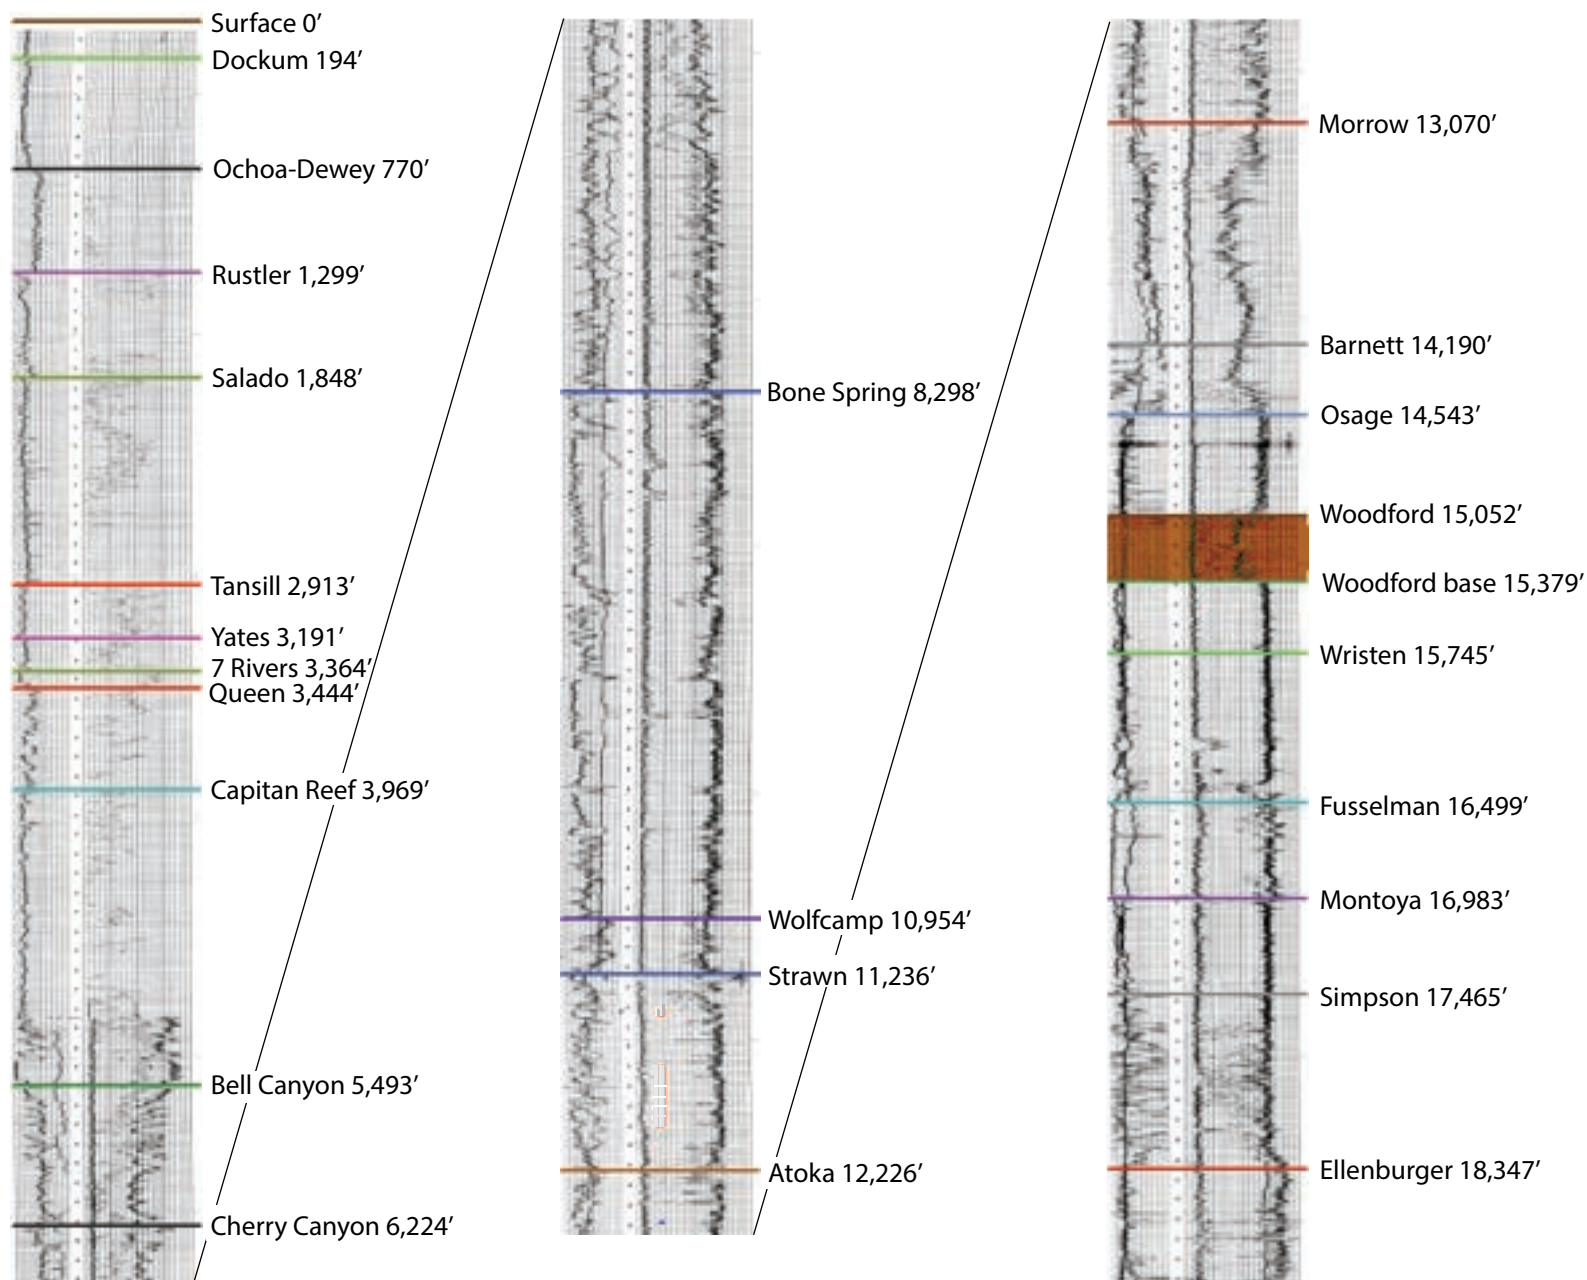 Surface 0′
Dockum 194′
Ochoa-Dewey 770′
Rustler 1,299′
Salado 1,848′
Tansill 2,913′
Yates 3,191′
7 Rivers 3,364′
Queen 3,444′
Capitan Reef 3,969′
Bell Canyon 5,493′
Cherry Canyon 6,224′
Bone Spring 8,298′
Wolfcamp 10,954′
Strawn 11,236′
Atoka 12,226′
Morrow 13,070′
Barnett 14,190′
Osage 14,543′
Woodford 15,052′
Woodford base 15,379′
Wristen 15,745′
Fusselman 16,499′
Montoya 16,983′
Simpson 17,465′
Ellenburger 18,347′